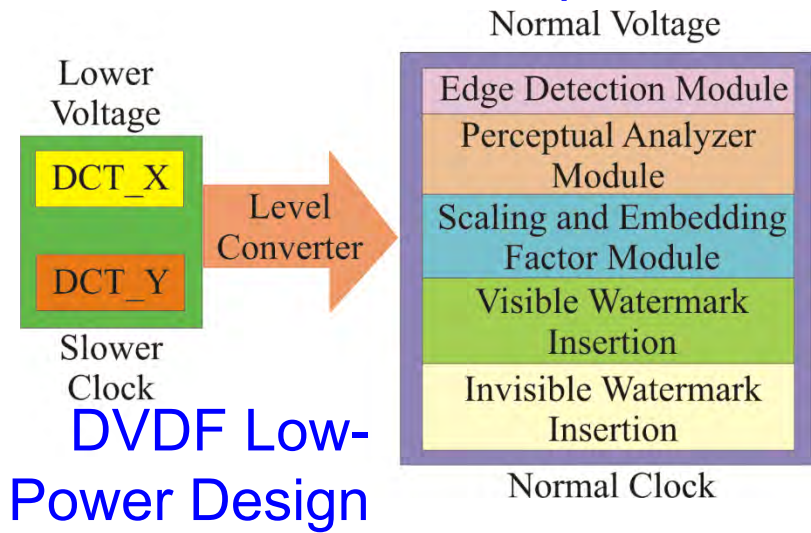 Lower
Voltage
DCT_X
DCT_Y
Slower
Clock
Level
Converter
Normal Voltage
Edge Detection Module
Perceptual Analyzer
Module
Scaling and Embedding
Factor Module
Visible Watermark
Insertion
Invisible Watermark
Insertion
Normal Clock
DVDF Low-
Power Design